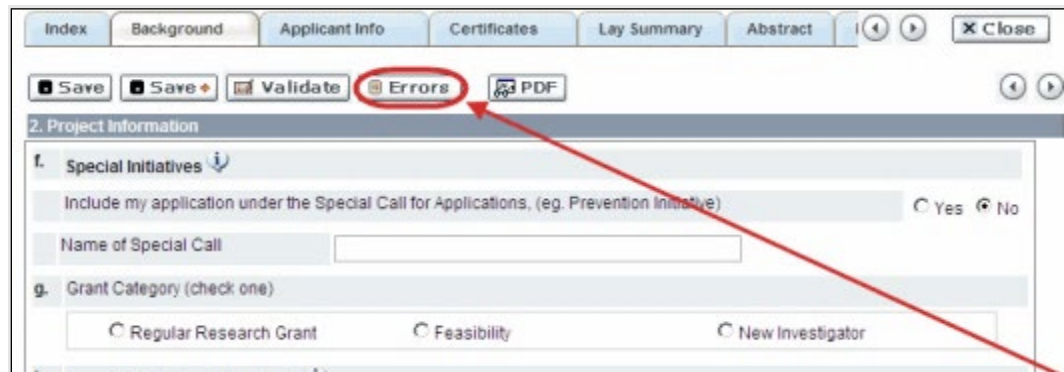 Index Background Applicant Info Certificates Lay Summary Abstract Close
Save Save Validate Errors PDF
2. Project Information
f. Special Initiatives
Include my application under the Special Call for Applications, (eg. Prevention Initiative) Yes No
Name of Special Call
g. Grant Category (check one)
Regular Research Grant Feasibility New Investigator